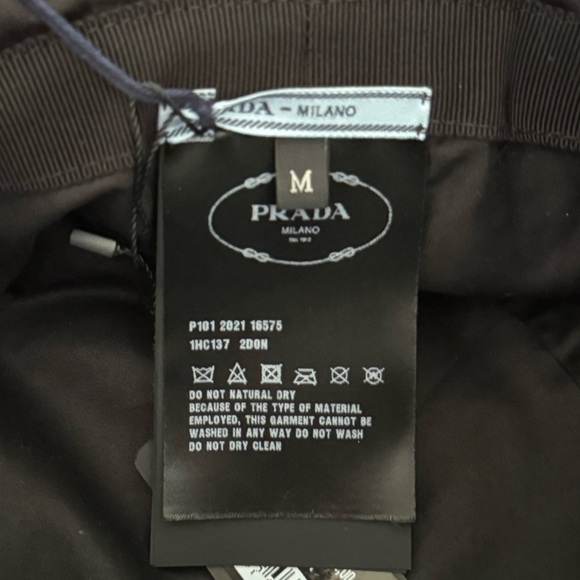 PRADA - MILANO
M
PRADA
MILANO
P101 2021 16575
1HC137 2DON
DO NOT NATURAL DRY
BECAUSE OF THE TYPE OF MATERIAL
EMPLOYED, THIS GARMENT CANNOT BE
WASHED IN ANY WAY DO NOT WASH
DO NOT DRY CLEAN